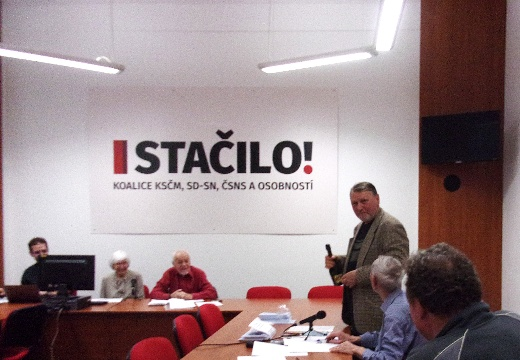 STAČILO!
KOALICE KSČM, SD-SN, ČSNS A OSOBNOSTÍ